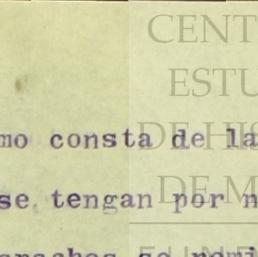 CENT
ESTU
mo consta de la
DE HIS
se tengan por n
DE M